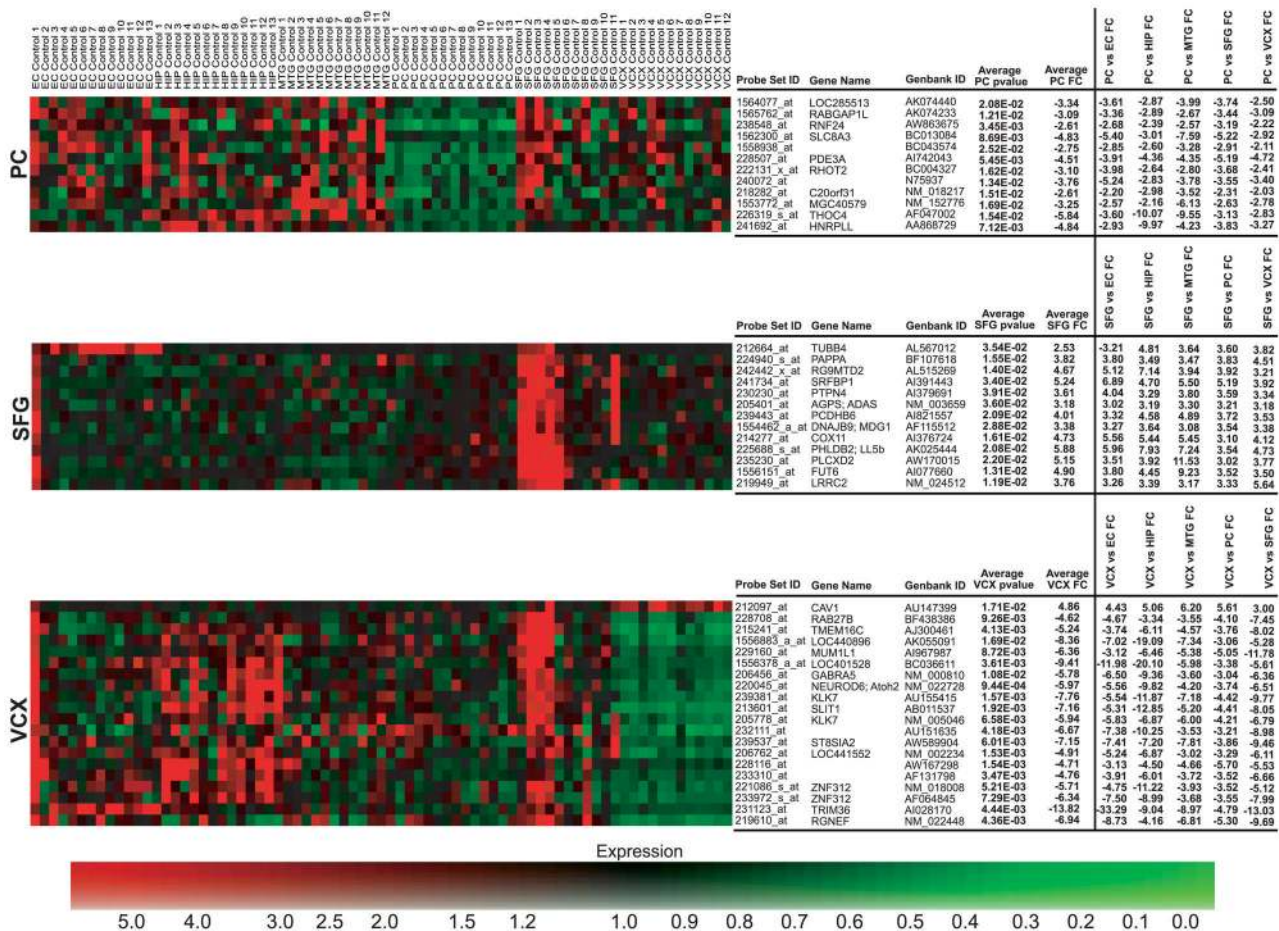 EC Control 1
EC Control 2
EC Control 3
EC Control 4
EC Control 5
EC Control 6
EC Control 7
EC Control 8
EC Control 9
EC Control 10
EC Control 11
EC Control 12
EC Control 13
HIP Control 1
HIP Control 2
HIP Control 3
HIP Control 4
HIP Control 5
HIP Control 6
HIP Control 7
HIP Control 8
HIP Control 9
HIP Control 10
HIP Control 11
HIP Control 12
HIP Control 13
MTG Control 1
MTG Control 2
MTG Control 3
MTG Control 4
MTG Control 5
MTG Control 6
MTG Control 7
MTG Control 8
MTG Control 9
MTG Control 10
MTG Control 11
MTG Control 12
PC Control 1
PC Control 2
PC Control 3
PC Control 4
PC Control 5
PC Control 6
PC Control 7
PC Control 8
PC Control 9
PC Control 10
PC Control 11
PC Control 12
PC Control 13
SFG Control 1
SFG Control 2
SFG Control 3
SFG Control 4
SFG Control 5
SFG Control 6
SFG Control 7
SFG Control 8
SFG Control 9
SFG Control 10
SFG Control 11
VCX Control 1
VCX Control 2
VCX Control 3
VCX Control 4
VCX Control 5
VCX Control 6
VCX Control 7
VCX Control 8
VCX Control 9
VCX Control 10
VCX Control 11
VCX Control 12
PC
Probe Set ID Gene Name Genbank ID Average PC pvalue Average PC FC PC vs EC FC PC vs HIP FC PC vs MTG FC PC vs SFG FC PC vs VCX FC
1564077_at LOC285513 AK074440 2.08E-02 -3.34 -3.61 -2.87 -3.99 -3.74 -2.50
1565762_at RABGAP1L AK074233 1.21E-02 -3.09 -3.36 -2.89 -2.67 -3.44 -3.09
238548_at RNF24 AW863675 3.45E-03 -2.61 -2.68 -2.39 -2.57 -3.19 -2.22
1562300_at SLC8A3 BC013084 8.69E-03 -4.83 -5.40 -3.01 -7.59 -5.22 -2.92
1558938_at BC043574 2.52E-02 -2.75 -2.85 -2.60 -3.28 -2.91 -2.11
228507_at PDE3A AI742043 5.45E-03 -4.51 -3.91 -4.36 -4.35 -5.19 -4.72
222131_x_at RHOT2 BC004327 1.62E-02 -3.10 -3.98 -2.64 -2.80 -3.68 -2.41
240072_at N75937 1.34E-02 -3.76 -5.24 -2.83 -3.78 -3.55 -3.40
218282_at C20orf31 NM_018217 1.51E-02 -2.61 -2.20 -2.98 -3.52 -2.31 -2.03
1553772_at MGC40579 NM_152776 1.69E-02 -3.25 -2.57 -2.16 -6.13 -2.63 -2.78
226319_s_at THOC4 AF047002 1.54E-02 -5.84 -3.60 -10.07 -9.55 -3.13 -2.83
241692_at HNRPLL AA868729 7.12E-03 -4.84 -2.93 -9.97 -4.23 -3.83 -3.27
SFG
Probe Set ID Gene Name Genbank ID Average SFG pvalue Average SFG FC SFG vs EC FC SFG vs HIP FC SFG vs MTG FC SFG vs PC FC SFG vs VCX FC
212664_at TUBB4 AL567012 3.54E-02 2.53 -3.21 4.81 3.64 3.60 3.82
224940_s_at PAPPA BF107618 1.55E-02 3.82 3.80 3.49 3.47 3.83 4.51
242442_x_at RG9MTD2 AL515269 1.40E-02 4.67 5.12 7.14 3.94 3.92 3.21
241734_at SRFBP1 AI391443 3.40E-02 5.24 6.89 4.70 5.50 5.19 3.92
230230_at PTPN4 AI379691 3.91E-02 3.61 4.04 3.29 3.80 3.59 3.34
205401_at AGPS; ADAS NM_003659 3.60E-02 3.18 3.02 3.19 3.30 3.21 3.18
239443_at PCDHB6 AI821557 2.09E-02 4.01 3.32 4.58 4.89 3.72 3.53
1554462_a_at DNAJB9; MDG1 AF115512 2.88E-02 3.38 3.27 3.64 3.08 3.54 3.38
214277_at COX11 AI376724 1.61E-02 4.73 5.56 5.44 5.45 3.10 4.12
225688_s_at PHLDB2; LL5b AK025444 2.08E-02 5.88 5.96 7.93 7.24 3.54 4.73
235230_at PLCXD2 AW170015 2.20E-02 5.15 3.51 3.92 11.53 3.02 3.77
1556151_at FUT6 AI077660 1.31E-02 4.90 3.80 4.45 9.23 3.52 3.50
219949_at LRRC2 NM_024512 1.19E-02 3.76 3.26 3.39 3.17 3.33 5.64
VCX
Probe Set ID Gene Name Genbank ID Average VCX pvalue Average VCX FC VCX vs EC FC VCX vs HIP FC VCX vs MTG FC VCX vs PC FC VCX vs SFG FC
212097_at CAV1 AU147399 1.71E-02 4.86 4.43 5.06 6.20 5.61 3.00
228708_at RAB27B BF438386 9.26E-03 -4.62 -4.67 -3.34 -3.55 -4.10 -7.45
215241_at TMEM16C AJ300461 4.13E-03 -5.24 -3.74 -6.11 -4.57 -3.76 -8.02
1556883_a_at LOC440896 AK055091 1.69E-02 -8.36 -7.02 -19.09 -7.34 -3.06 -5.28
229160_at MUM1L1 AI967987 8.72E-03 -6.36 -3.12 -6.46 -5.38 -5.05 -11.78
1556378_a_at LOC401528 BC036611 3.61E-03 -9.41 -11.98 -20.10 -5.98 -3.38 -5.61
206456_at GABRA5 NM_000810 1.08E-02 -5.78 -6.50 -9.36 -3.60 -3.04 -6.36
220045_at NEUROD6; Atoh2 NM_022728 9.44E-04 -5.97 -5.56 -9.82 -4.20 -3.74 -6.51
239381_at KLK7 AU155415 1.57E-03 -7.76 -5.54 -11.87 -7.18 -4.42 -9.77
213601_at SLIT1 AB011537 1.92E-03 -7.16 -5.31 -12.85 -5.20 -4.41 -8.05
205778_at KLK7 NM_005046 6.58E-03 -5.94 -5.83 -6.87 -6.00 -4.21 -6.79
232111_at AU151635 4.18E-03 -6.67 -7.38 -10.25 -3.53 -3.21 -8.98
239537_at ST8SIA2 AW589904 6.01E-03 -7.15 -7.41 -7.20 -7.81 -3.86 -9.46
206762_at LOC441552 NM_002234 1.53E-03 -4.91 -5.24 -6.87 -3.02 -3.29 -6.11
228116_at AW167298 1.54E-03 -4.71 -3.13 -4.50 -4.66 -5.70 -5.53
233310_at AF131798 3.47E-03 -4.76 -3.91 -6.01 -3.72 -3.52 -6.66
221086_s_at ZNF312 NM_018008 5.21E-03 -5.71 -4.75 -11.22 -3.93 -3.52 -5.12
233972_s_at ZNF312 AF064845 7.29E-03 -6.34 -7.50 -8.99 -3.68 -3.55 -7.99
231123_at TRIM36 AI028170 4.44E-03 -13.82 -33.29 -9.04 -8.97 -4.79 -13.03
219610_at RGNEF NM_022448 4.36E-03 -6.94 -8.73 -4.16 -6.81 -5.30 -9.69
Expression
5.0 4.0 3.0 2.5 2.0 1.5 1.2 1.0 0.9 0.8 0.7 0.6 0.5 0.4 0.3 0.2 0.1 0.0